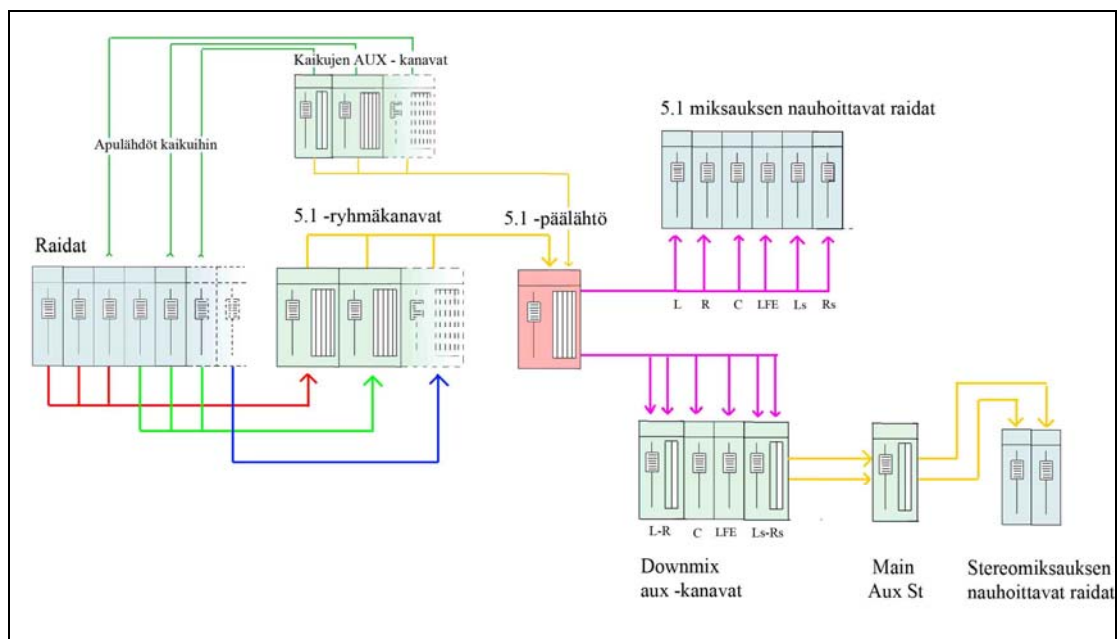 Kaikujen AUX - kanavat
Apulähdöt kaikuihin
5.1 miksauksen nauhoittavat raidat
5.1 -ryhmäkanavat
5.1 -päälähtö
Raidat
L R C LFE Ls Rs
L-R C LFE Ls-Rs
Downmix
aux -kanavat
Main
Aux St
Stereomiksauksen
nauhoittavat raidat